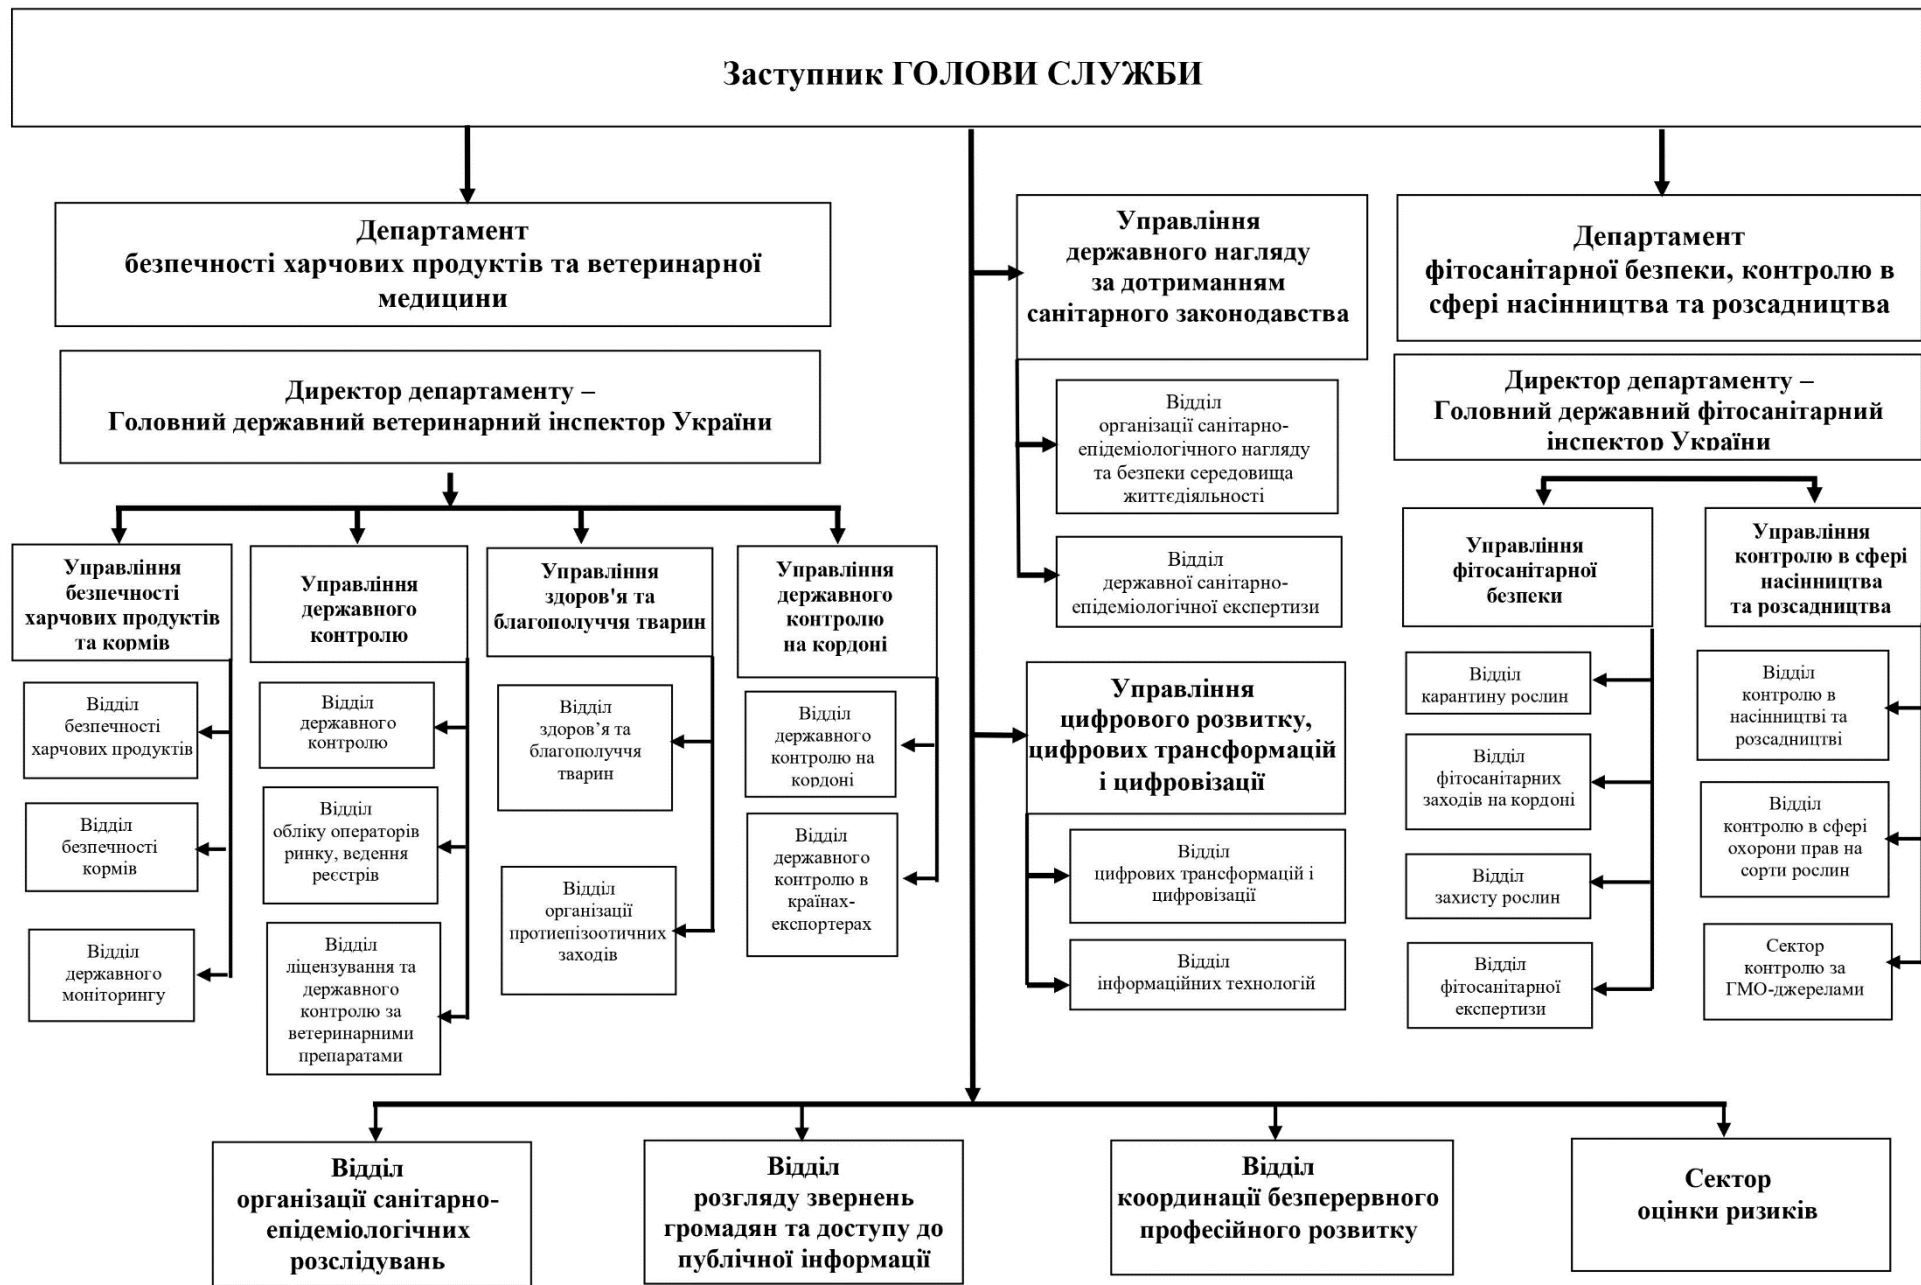 Заступник ГОЛОВИ СЛУЖБИ
Департамент
безпечності харчових продуктів та ветеринарної
медицини
Директор департаменту –
Головний державний ветеринарний інспектор України
Управління
безпечності
харчових продуктів
та кормів
Відділ
безпечності
харчових продуктів
Відділ
безпечності
кормів
Відділ
державного
моніторингу
Управління
державного
контролю
Відділ
державного
контролю
Відділ
обліку операторів
ринку, ведення
реєстрів
Відділ
ліцензування та
державного
контролю за
ветеринарними
препаратами
Управління
здоров'я та
благополуччя тварин
Відділ
здоров’я та
благополуччя
тварин
Відділ
організації
протиепізоотичних
заходів
Управління
державного
контролю
на кордоні
Відділ
державного
контролю на
кордоні
Відділ
державного
контролю в
країнах-
експортерах
Управління
державного нагляду
за дотриманням
санітарного законодавства
Відділ
організації санітарно-
епідеміологічного нагляду
та безпеки середовища
життєдіяльності
Відділ
державної санітарно-
епідеміологічної експертизи
Управління
цифрового розвитку,
цифрових трансформацій
і цифровізації
Відділ
цифрових трансформацій і
цифровізації
Відділ
інформаційних технологій
Департамент
фітосанітарної безпеки, контролю в
сфері насінництва та розсадництва
Директор департаменту –
Головний державний фітосанітарний
інспектор України
Управління
фітосанітарної
безпеки
Відділ
карантину рослин
Відділ
фітосанітарних
заходів на кордоні
Відділ
захисту рослин
Відділ
фітосанітарної
експертизи
Управління
контролю в сфері
насінництва
та розсадництва
Відділ
контролю в
насінництві та
розсадництві
Відділ
контролю в сфері
охорони прав на
сорти рослин
Сектор
контролю за
ГМО-джерелами
Відділ
організації санітарно-
епідеміологічних
розслідувань
Відділ
розгляду звернень
громадян та доступу до
публічної інформації
Відділ
координації безперервного
професійного розвитку
Сектор
оцінки ризиків